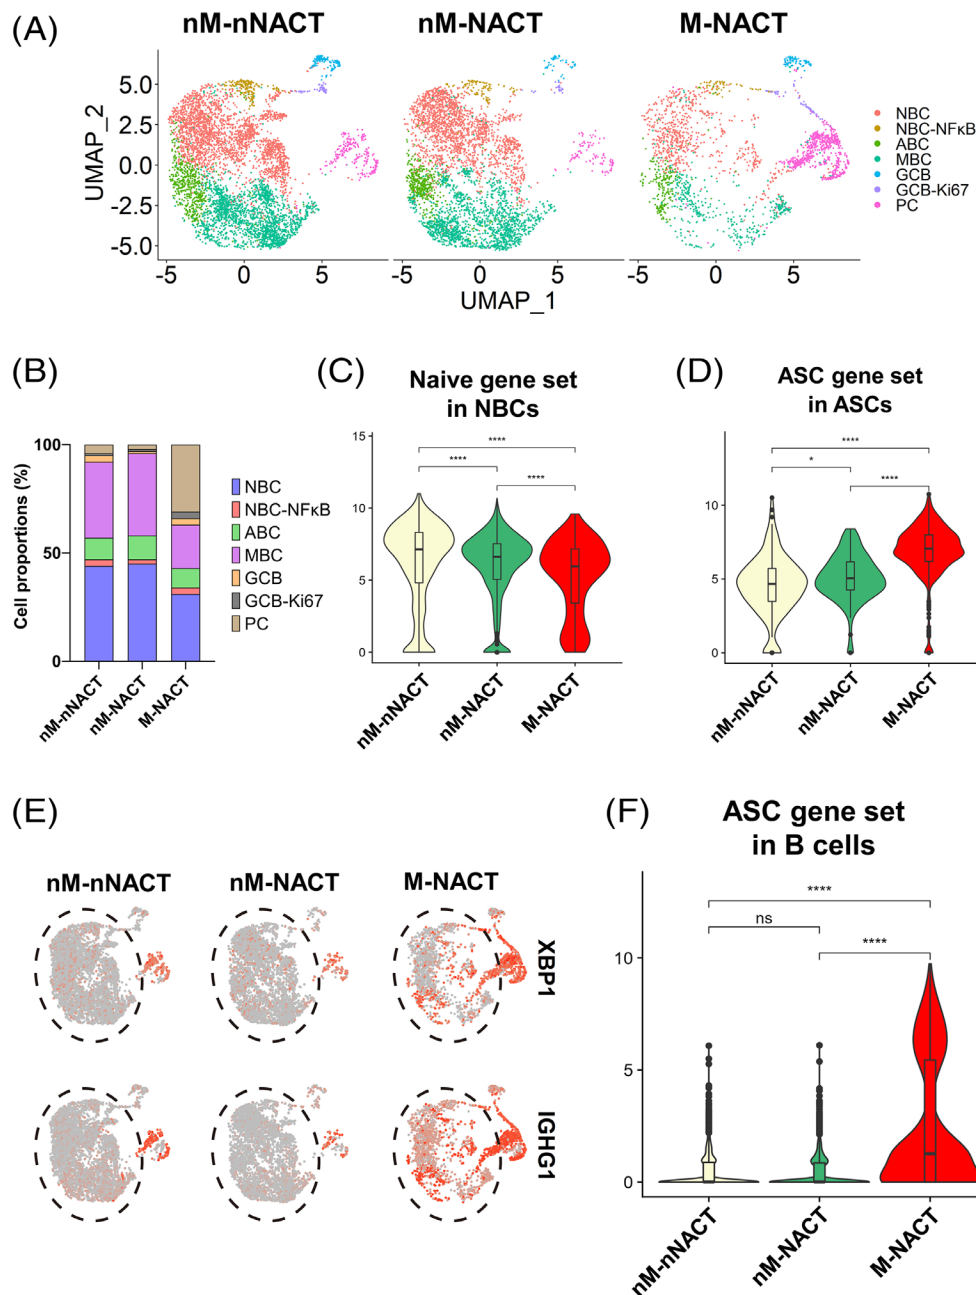 (A)
nM-nNACT nM-NACT M-NACT
UMAP_2
5.0
2.5
0.0
-2.5
-5.0
-5 0 5 -5 0 5 -5 0 5
UMAP_1
NBC
NBC-NFκB
ABC
MBC
GCB
GCB-Ki67
PC
(B)
Cell proportions (%)
100
50
0
nM-nNACT
nM-NACT
M-NACT
NBC
NBC-NFκB
ABC
MBC
GCB
GCB-Ki67
PC
(C)
Naive gene set
in NBCs
****
**** ****
15
10
5
0
nM-nNACT
nM-NACT
M-NACT
(D)
ASC gene set
in ASCs
****
*
****
10
5
0
nM-nNACT
nM-NACT
M-NACT
(E)
nM-nNACT nM-NACT M-NACT
XBP1
IGHG1
(F)
ASC gene set
in B cells
****
ns
****
10
5
0
nM-nNACT
nM-NACT
M-NACT